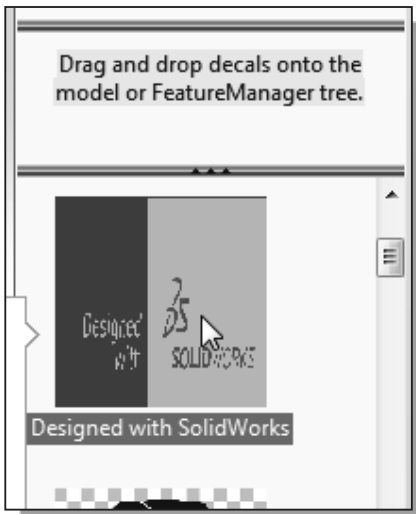 Drag and drop decals onto the
model or FeatureManager tree.
Designed
with
SOLIDWORKS
Designed with SolidWorks